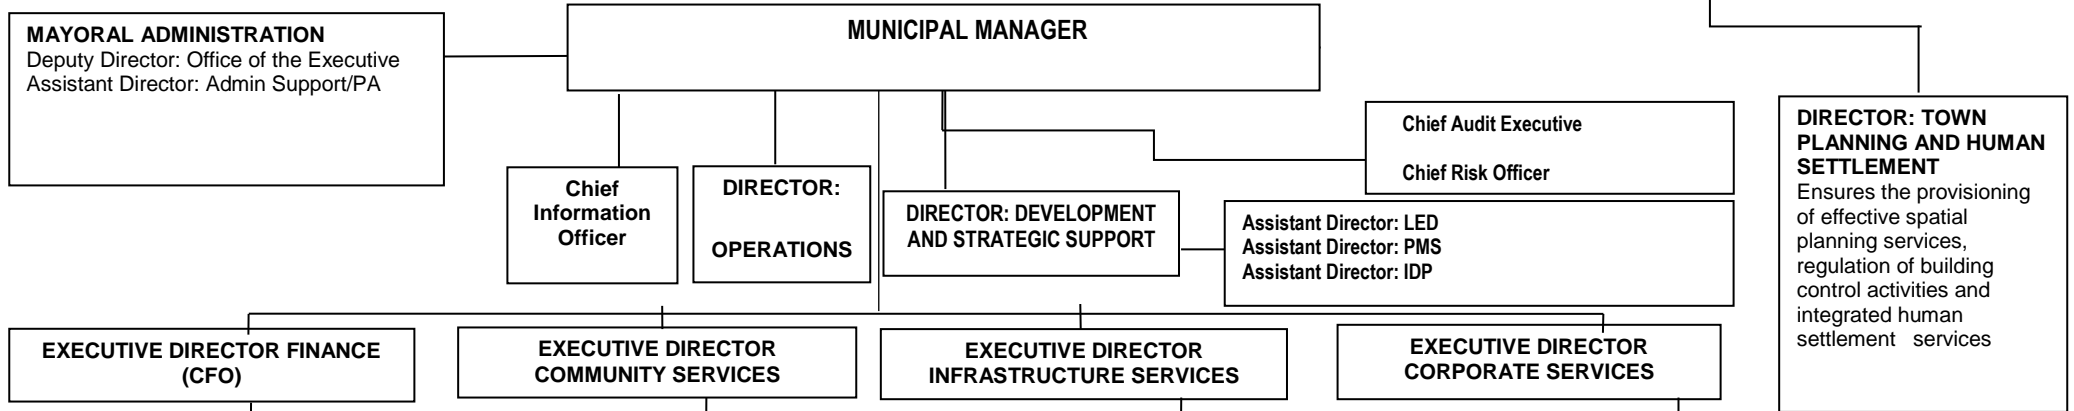 MAYORAL ADMINISTRATION
Deputy Director: Office of the Executive
Assistant Director: Admin Support/PA
MUNICIPAL MANAGER
Chief Audit Executive
Chief Risk Officer
DIRECTOR: TOWN
PLANNING AND HUMAN
SETTLEMENT
Ensures the provisioning
of effective spatial
planning services,
regulation of building
control activities and
integrated human
settlement services
Chief
Information
Officer
DIRECTOR:
OPERATIONS
DIRECTOR: DEVELOPMENT
AND STRATEGIC SUPPORT
Assistant Director: LED
Assistant Director: PMS
Assistant Director: IDP
EXECUTIVE DIRECTOR FINANCE
(CFO)
EXECUTIVE DIRECTOR
COMMUNITY SERVICES
EXECUTIVE DIRECTOR
INFRASTRUCTURE SERVICES
EXECUTIVE DIRECTOR
CORPORATE SERVICES